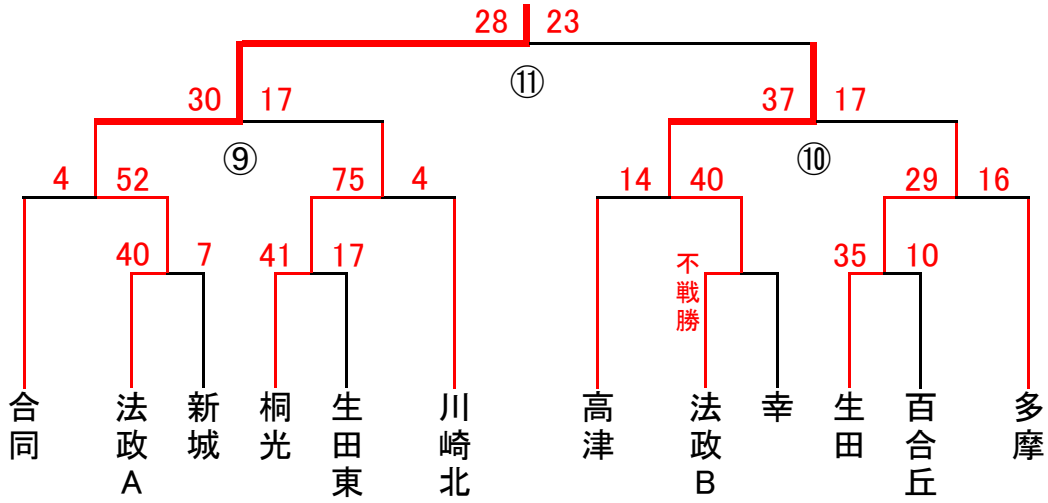 28 23
⑪
30 17
37 17
⑨
⑩
4 52
75 4
14 40
29 16
40 7
41 17
不戦勝
35 10
合同
法政A
新城
桐光
生田東
川崎北
高津
法政B
幸
生田
百合丘
多摩